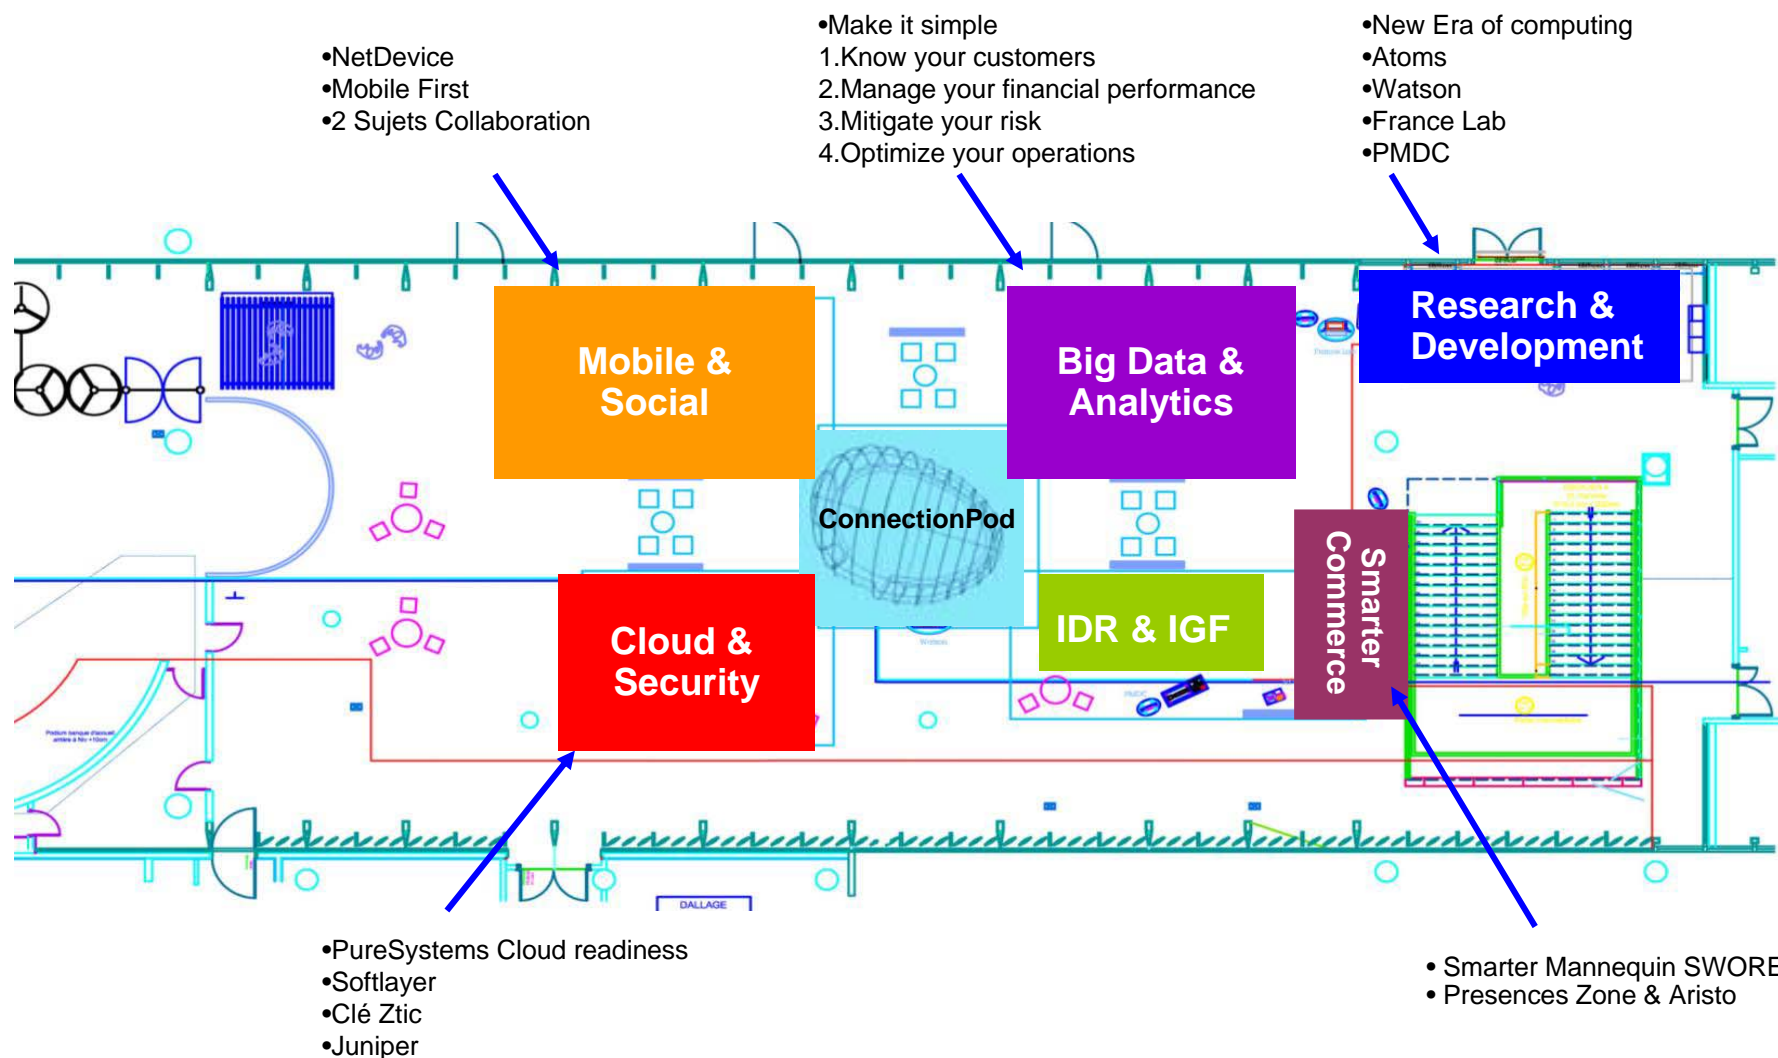 •NetDevice
•Mobile First
•2 Sujets Collaboration
•Make it simple
1.Know your customers
2.Manage your financial performance
3.Mitigate your risk
4.Optimize your operations
•New Era of computing
•Atoms
•Watson
•France Lab
•PMDC
Mobile &
Social
Big Data &
Analytics
Research &
Development
ConnectionPod
Cloud &
Security
IDR & IGF
Smarter
Commerce
PMDC
DALLAGE
•PureSystems Cloud readiness
•Softlayer
•Clé Ztic
•Juniper
• Smarter Mannequin SWORE
• Presences Zone & Aristo